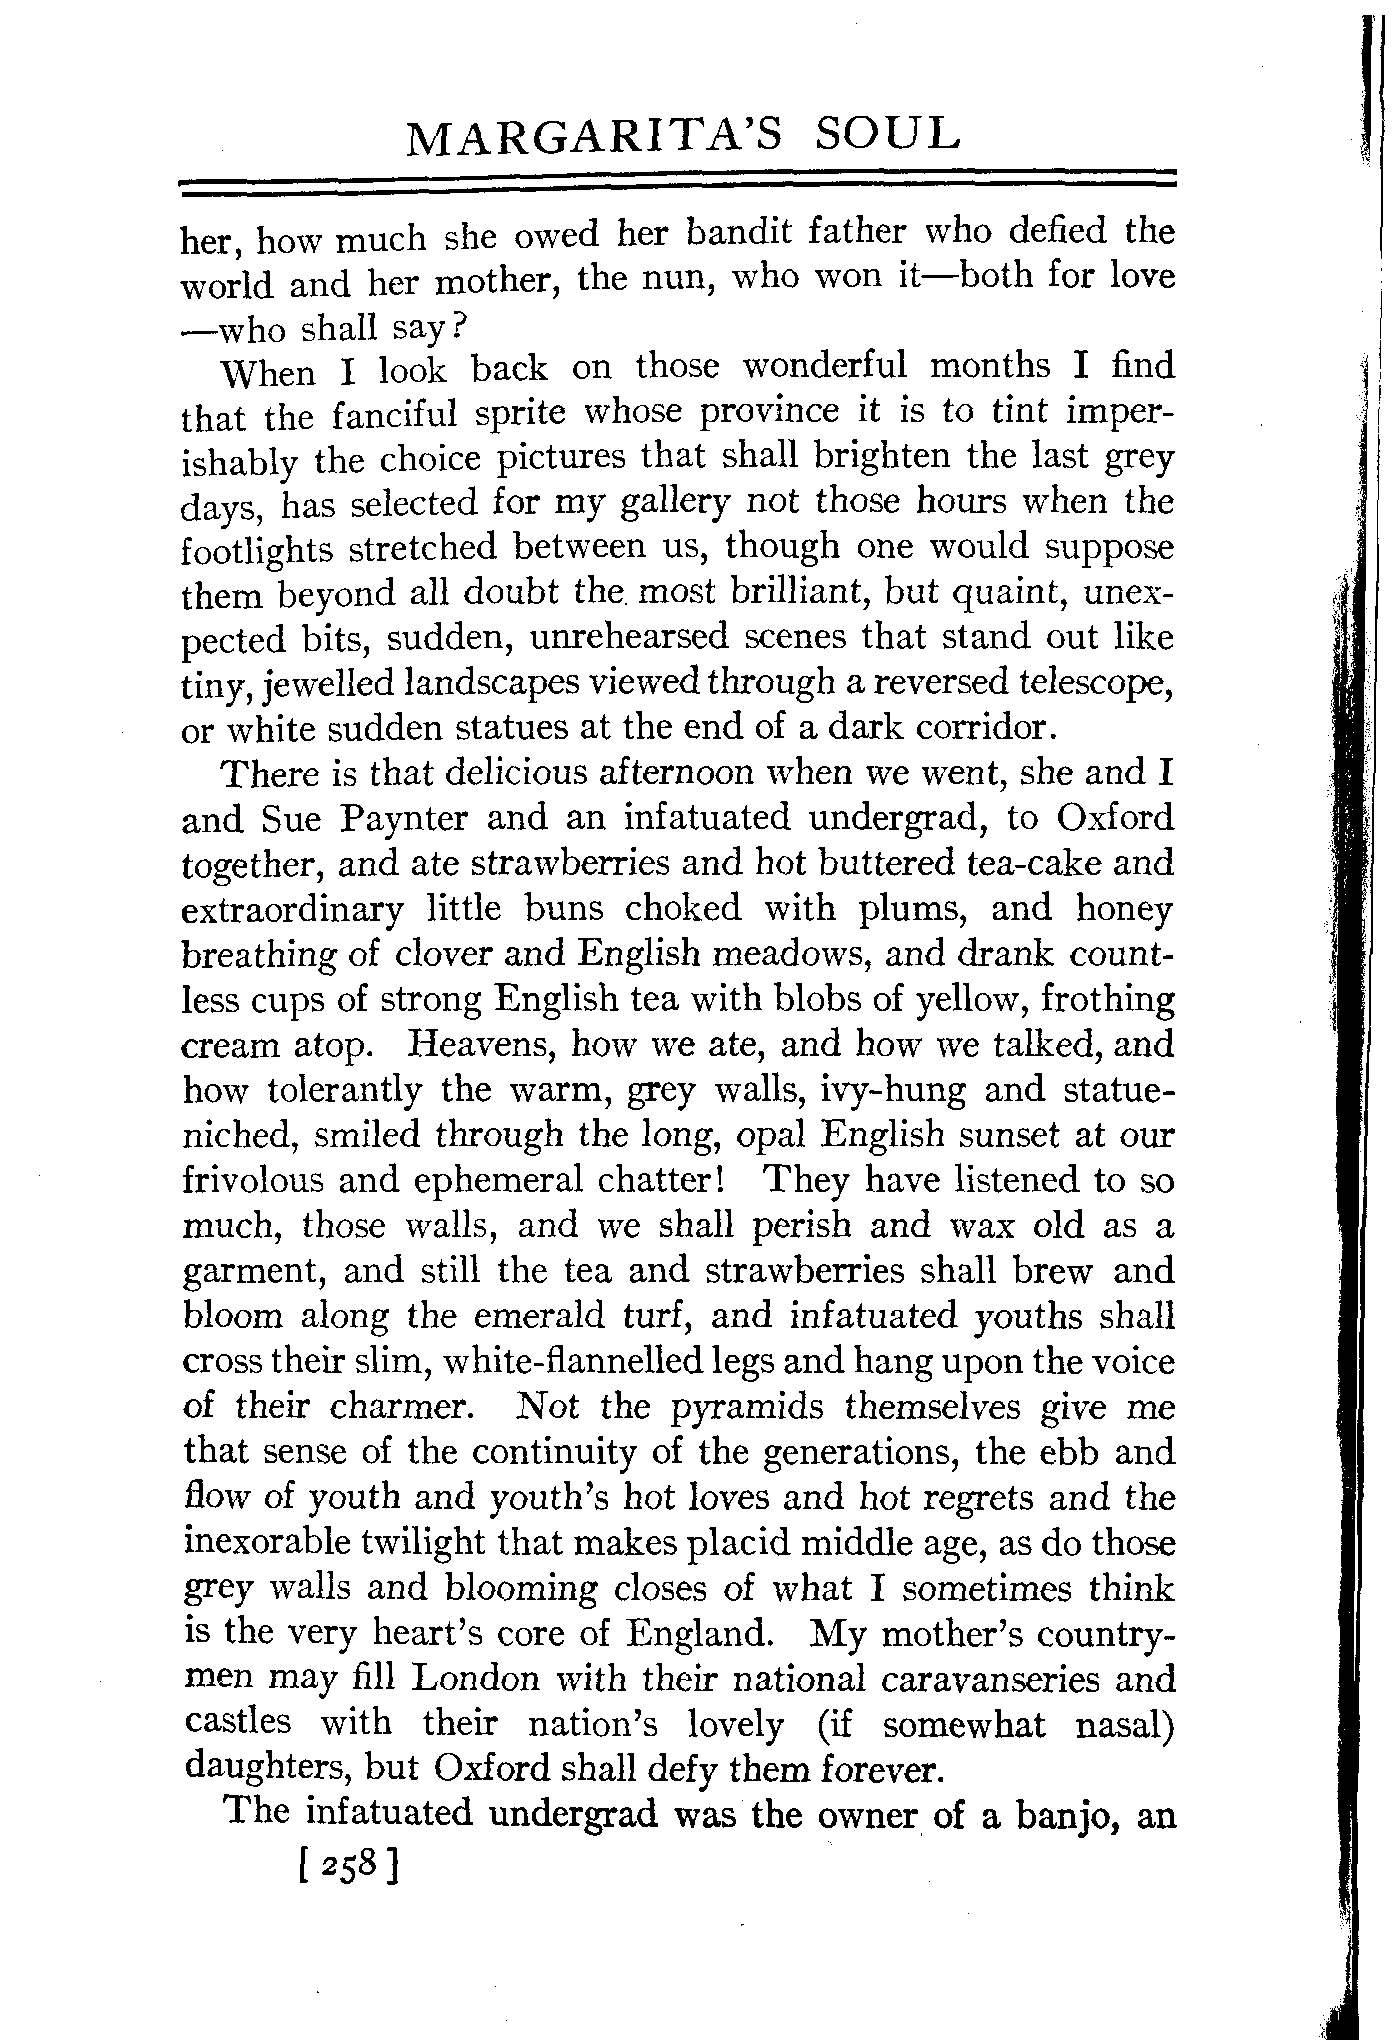 MARGARITA'S SOUL
her, how much she owed her bandit father who defied the
world and her mother, the nun, who won it—both for love
—who shall say?
When I look back on those wonderful months I find
that the fanciful sprite whose province it is to tint imper-
ishably the choice pictures that shall brighten the last grey
days, has selected for my gallery not those hours when the
footlights stretched between us, though one would suppose
them beyond all doubt the most brilliant, but quaint, unex-
pected bits, sudden, unrehearsed scenes that stand out like
tiny, jewelled landscapes viewed through a reversed telescope,
or white sudden statues at the end of a dark corridor.
There is that delicious afternoon when we went, she and I
and Sue Paynter and an infatuated undergrad, to Oxford
together, and ate strawberries and hot buttered tea-cake and
extraordinary little buns choked with plums, and honey
breathing of clover and English meadows, and drank count-
less cups of strong English tea with blobs of yellow, frothing
cream atop. Heavens, how we ate, and how we talked, and
how tolerantly the warm, grey walls, ivy-hung and statue-
niched, smiled through the long, opal English sunset at our
frivolous and ephemeral chatter! They have listened to so
much, those walls, and we shall perish and wax old as a
garment, and still the tea and strawberries shall brew and
bloom along the emerald turf, and infatuated youths shall
cross their slim, white-flannelled legs and hang upon the voice
of their charmer. Not the pyramids themselves give me
that sense of the continuity of the generations, the ebb and
flow of youth and youth's hot loves and hot regrets and the
inexorable twilight that makes placid middle age, as do those
grey walls and blooming closes of what I sometimes think
is the very heart's core of England. My mother's country-
men may fill London with their national caravanseries and
castles with their nation's lovely (if somewhat nasal)
daughters, but Oxford shall defy them forever.
The infatuated undergrad was the owner of a banjo, an
[ 258 ]